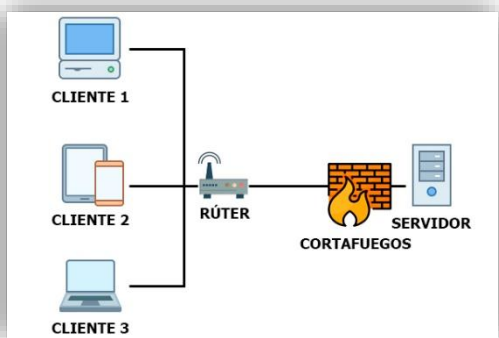 CLIENTE 1
CLIENTE 2
RÚTER
SERVIDOR
CORTAFUEGOS
CLIENTE 3